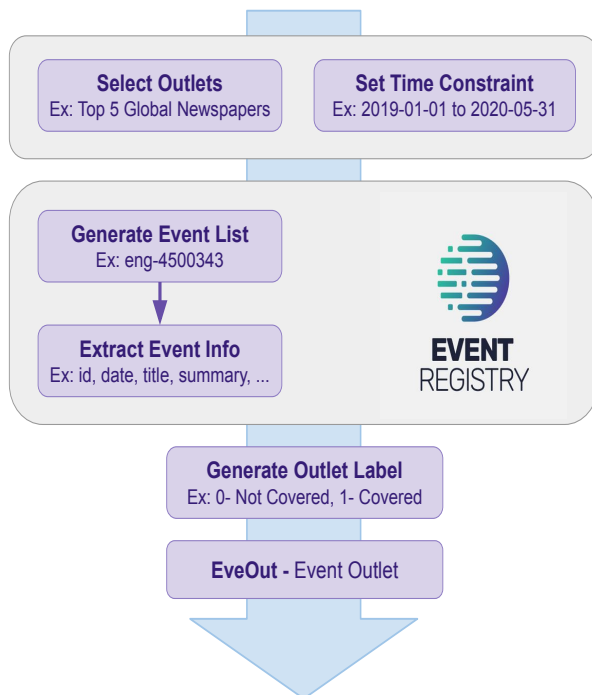 Select Outlets
Ex: Top 5 Global Newspapers
Set Time Constraint
Ex: 2019-01-01 to 2020-05-31
Generate Event List
Ex: eng-4500343
Extract Event Info
Ex: id, date, title, summary, ...
EVENT
REGISTRY
Generate Outlet Label
Ex: 0- Not Covered, 1- Covered
EveOut - Event Outlet